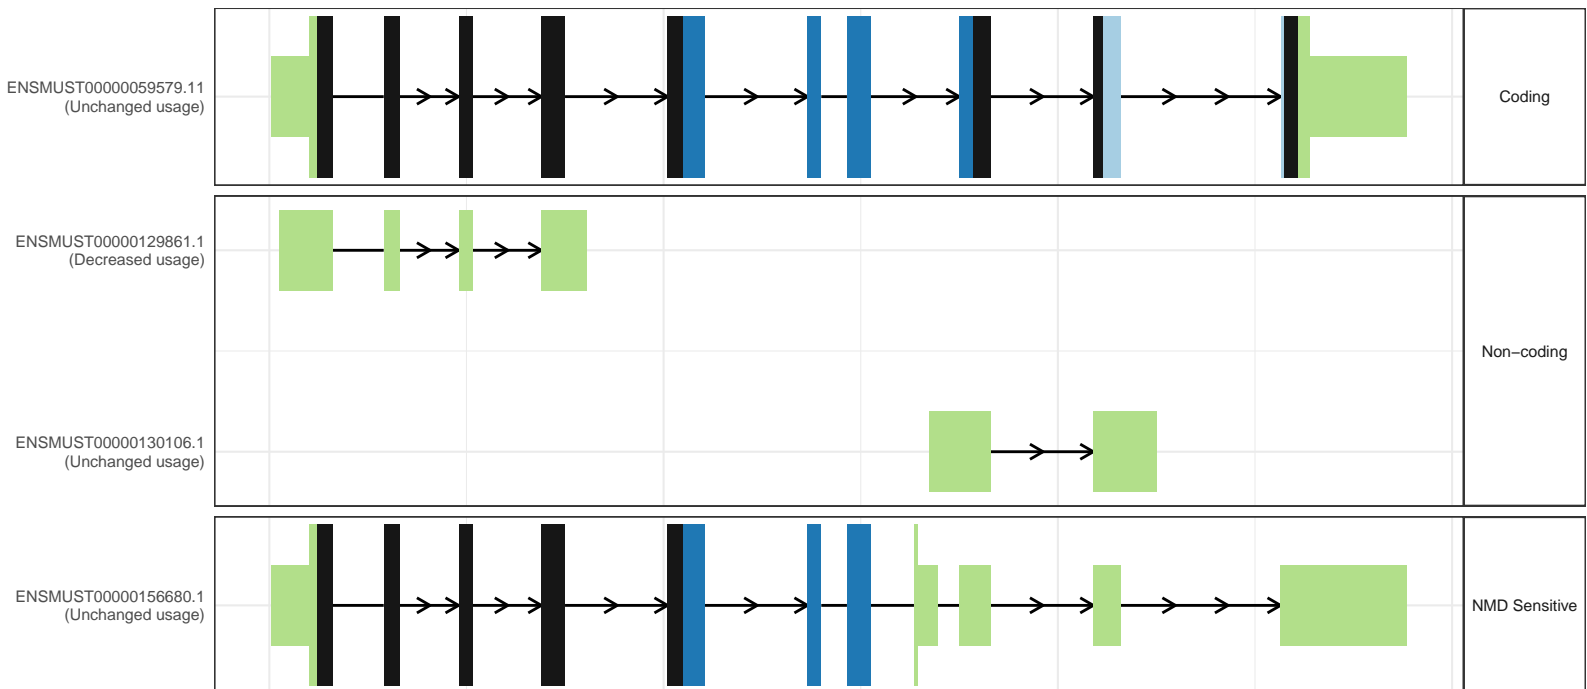 ENSMUST00000059579.11
(Unchanged usage)
Coding
ENSMUST00000129861.1
(Decreased usage)
Non−coding
ENSMUST00000130106.1
(Unchanged usage)
ENSMUST00000156680.1
(Unchanged usage)
NMD Sensitive